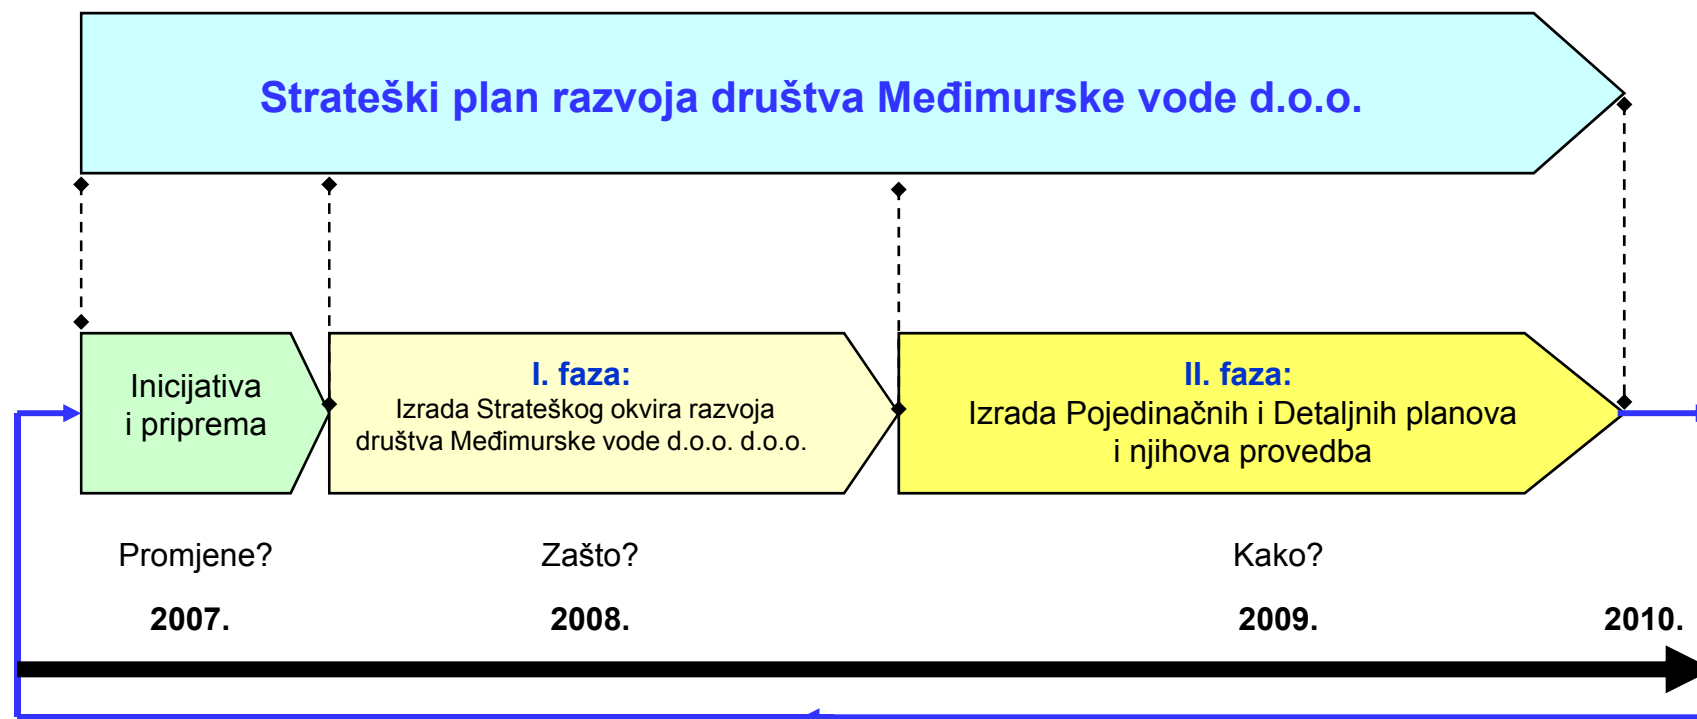 Strateški plan razvoja društva Međimurske vode d.o.o.
Inicijativa
i priprema
I. faza:
Izrada Strateškog okvira razvoja
društva Međimurske vode d.o.o. d.o.o.
II. faza:
Izrada Pojedinačnih i Detaljnih planova
i njihova provedba
Promjene?
Zašto?
Kako?
2007.
2008.
2009.
2010.